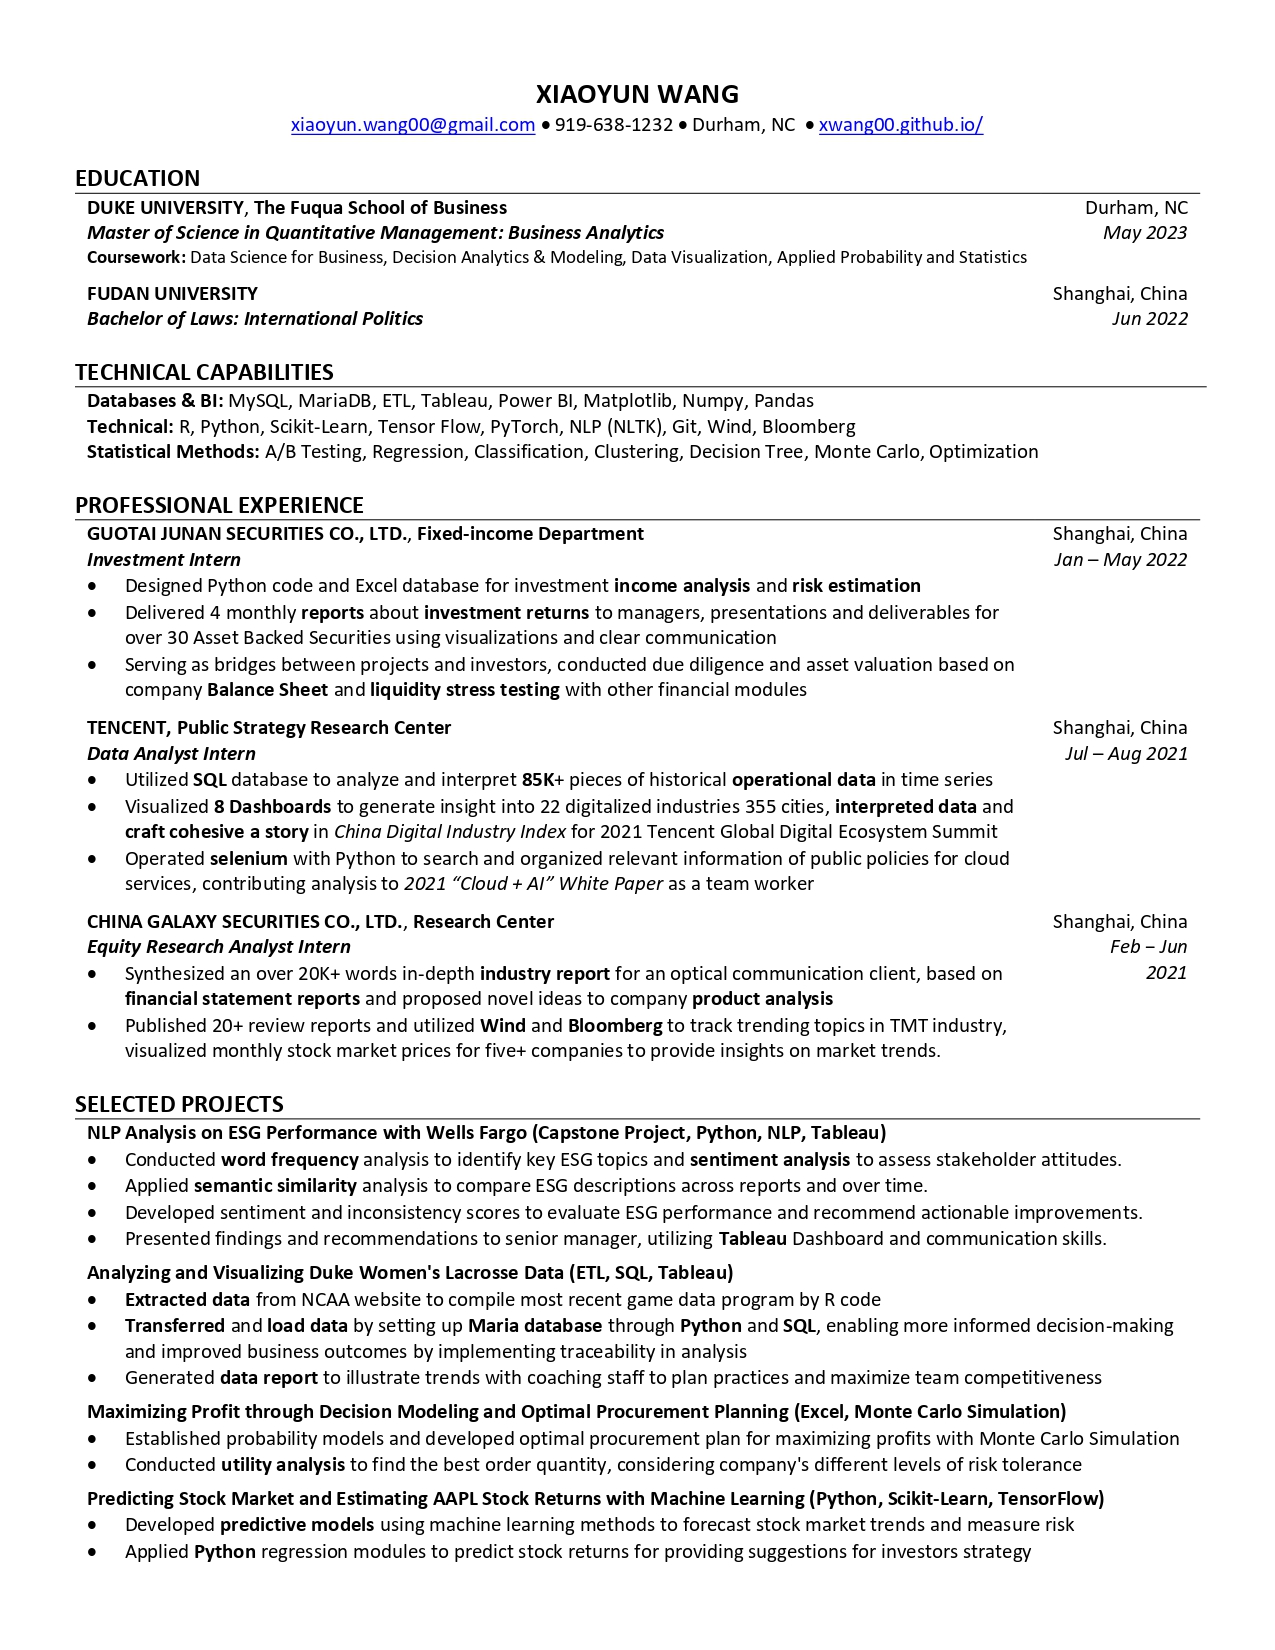 XIAOYUN WANG
xiaoyun.wang00@gmail.com • 919-638-1232 • Durham, NC • xwang00.github.io/
EDUCATION
DUKE UNIVERSITY, The Fuqua School of Business Durham, NC
Master of Science in Quantitative Management: Business Analytics May 2023
Coursework: Data Science for Business, Decision Analytics & Modeling, Data Visualization, Applied Probability and Statistics
FUDAN UNIVERSITY Shanghai, China
Bachelor of Laws: International Politics Jun 2022
TECHNICAL CAPABILITIES
Databases & BI: MySQL, MariaDB, ETL, Tableau, Power BI, Matplotlib, Numpy, Pandas
Technical: R, Python, Scikit-Learn, Tensor Flow, PyTorch, NLP (NLTK), Git, Wind, Bloomberg
Statistical Methods: A/B Testing, Regression, Classification, Clustering, Decision Tree, Monte Carlo, Optimization
PROFESSIONAL EXPERIENCE
GUOTAI JUNAN SECURITIES CO., LTD., Fixed-income Department Shanghai, China
Investment Intern Jan – May 2022
• Designed Python code and Excel database for investment income analysis and risk estimation
• Delivered 4 monthly reports about investment returns to managers, presentations and deliverables for
over 30 Asset Backed Securities using visualizations and clear communication
• Serving as bridges between projects and investors, conducted due diligence and asset valuation based on
company Balance Sheet and liquidity stress testing with other financial modules
TENCENT, Public Strategy Research Center Shanghai, China
Data Analyst Intern Jul – Aug 2021
• Utilized SQL database to analyze and interpret 85K+ pieces of historical operational data in time series
• Visualized 8 Dashboards to generate insight into 22 digitalized industries 355 cities, interpreted data and
craft cohesive a story in China Digital Industry Index for 2021 Tencent Global Digital Ecosystem Summit
• Operated selenium with Python to search and organized relevant information of public policies for cloud
services, contributing analysis to 2021 “Cloud + AI” White Paper as a team worker
CHINA GALAXY SECURITIES CO., LTD., Research Center Shanghai, China
Equity Research Analyst Intern Feb – Jun
2021
• Synthesized an over 20K+ words in-depth industry report for an optical communication client, based on
financial statement reports and proposed novel ideas to company product analysis
• Published 20+ review reports and utilized Wind and Bloomberg to track trending topics in TMT industry,
visualized monthly stock market prices for five+ companies to provide insights on market trends.
SELECTED PROJECTS
NLP Analysis on ESG Performance with Wells Fargo (Capstone Project, Python, NLP, Tableau)
• Conducted word frequency analysis to identify key ESG topics and sentiment analysis to assess stakeholder attitudes.
• Applied semantic similarity analysis to compare ESG descriptions across reports and over time.
• Developed sentiment and inconsistency scores to evaluate ESG performance and recommend actionable improvements.
• Presented findings and recommendations to senior manager, utilizing Tableau Dashboard and communication skills.
Analyzing and Visualizing Duke Women's Lacrosse Data (ETL, SQL, Tableau)
• Extracted data from NCAA website to compile most recent game data program by R code
• Transferred and load data by setting up Maria database through Python and SQL, enabling more informed decision-making
and improved business outcomes by implementing traceability in analysis
• Generated data report to illustrate trends with coaching staff to plan practices and maximize team competitiveness
Maximizing Profit through Decision Modeling and Optimal Procurement Planning (Excel, Monte Carlo Simulation)
• Established probability models and developed optimal procurement plan for maximizing profits with Monte Carlo Simulation
• Conducted utility analysis to find the best order quantity, considering company's different levels of risk tolerance
Predicting Stock Market and Estimating AAPL Stock Returns with Machine Learning (Python, Scikit-Learn, TensorFlow)
• Developed predictive models using machine learning methods to forecast stock market trends and measure risk
• Applied Python regression modules to predict stock returns for providing suggestions for investors strategy